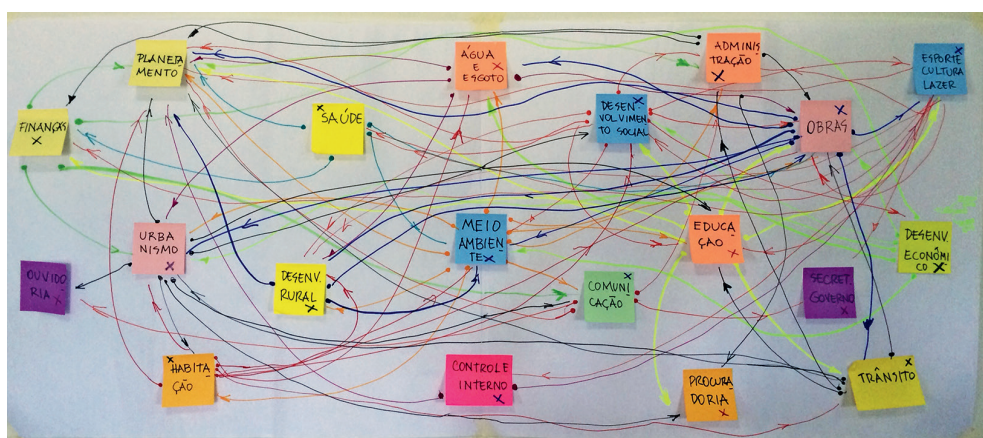 PLANEJA
MENTO
ÁGUA
E
ESGOTO
ADMINIS
TRAÇÃO
ESPORTE
CULTURA
LAZER
FINANÇAS
SAÚDE
DESEN-
VOLVIMEN
TO SOCIAL
OBRAS
URBA
NISMO
MEIO
AMBIEN-
TE
EDUCA
ÇÃO
DESENV.
ECONÔMI
CO
OUVIDO
RIA
DESENV.
RURAL
COMUNI
CAÇÃO
SECRET.
GOVERNO
HABITA
ÇÃO
CONTROLE
INTERNO
PROCURA
DORIA
TRÂNSITO